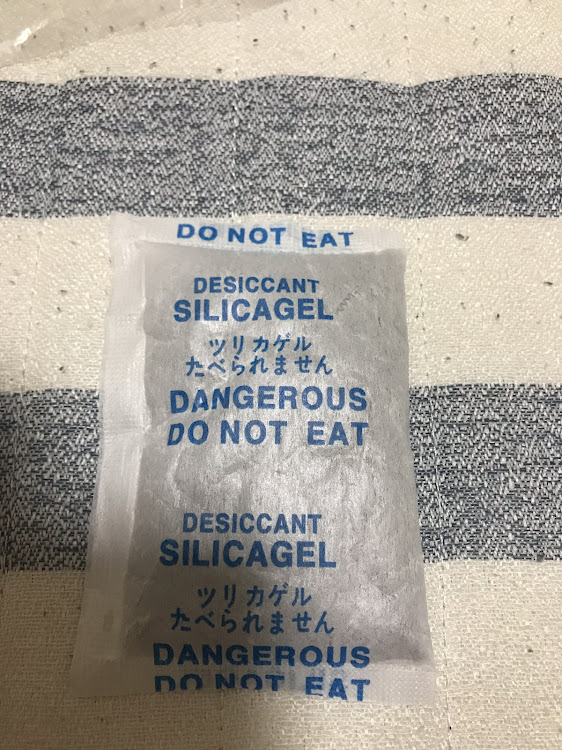 DO NOT EAT
DESICCANT
SILICAGEL
ツリカゲル
たべられません
DANGEROUS
DO NOT EAT
DESICCANT
SILICAGEL
ツリカゲル
たべられません
DANGEROUS
DO NOT EAT